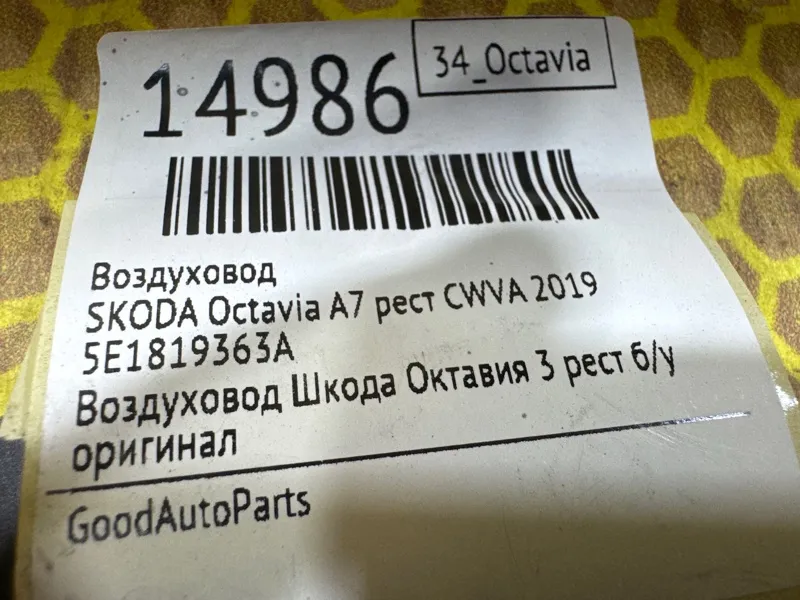 34_Octavia
14986
Воздуховод
SKODA Octavia A7 рест CWVA 2019
5E1819363A
Воздуховод Шкода Октавия 3 рест б/у
оригинал
GoodAutoParts